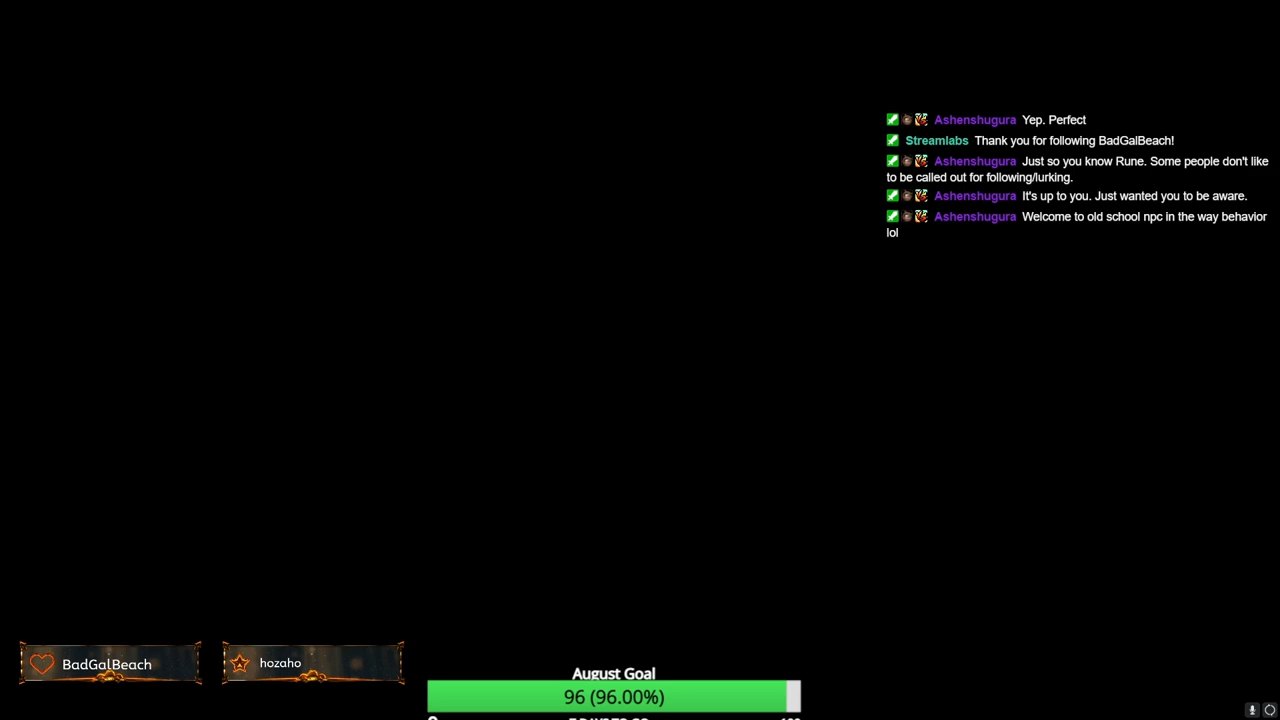 Ashenshugura Yep. Perfect
Streamlabs Thank you for following BadGalBeach!
Ashenshugura Just so you know Rune. Some people don't like
to be called out for following/lurking.
Ashenshugura It's up to you. Just wanted you to be aware.
Ashenshugura Welcome to old school npc in the way behavior
lol
BadGalBeach
hozaho
August Goal
96 (96.00%)